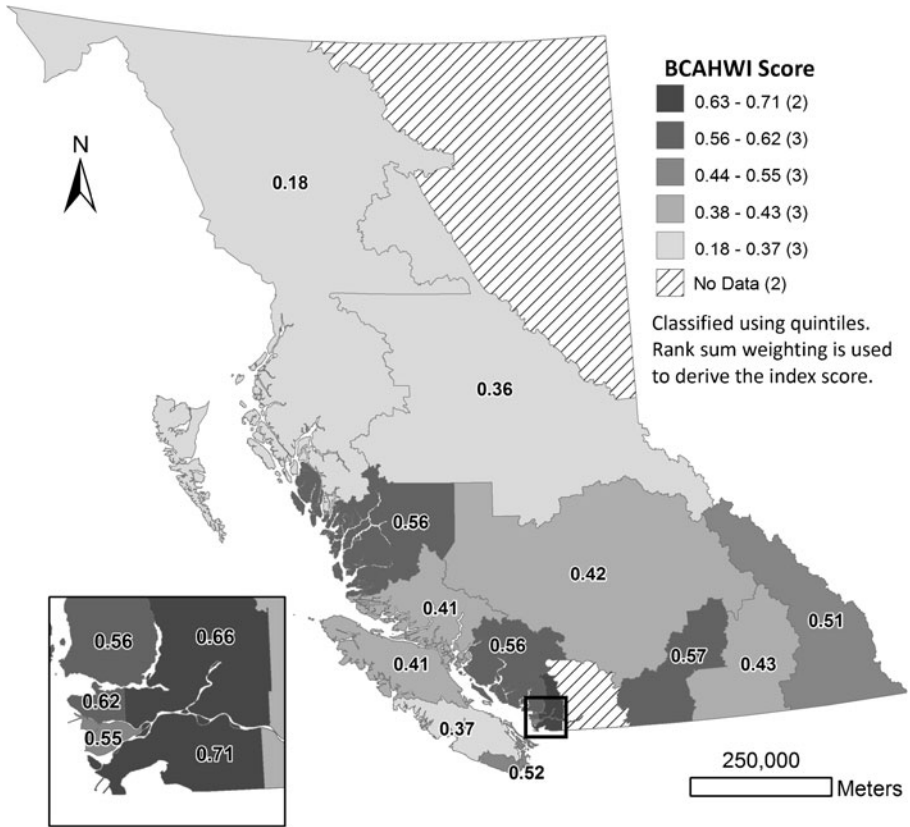 BCAHWI Score
0.63 - 0.71 (2)
0.56 - 0.62 (3)
0.44 - 0.55 (3)
0.38 - 0.43 (3)
0.18 - 0.37 (3)
No Data (2)
Classified using quintiles.
Rank sum weighting is used
to derive the index score.
N
0.18
0.36
0.56
0.42
0.41
0.51
0.56
0.57
0.43
0.41
0.37
0.52
0.56
0.66
0.62
0.55
0.71
250,000
Meters